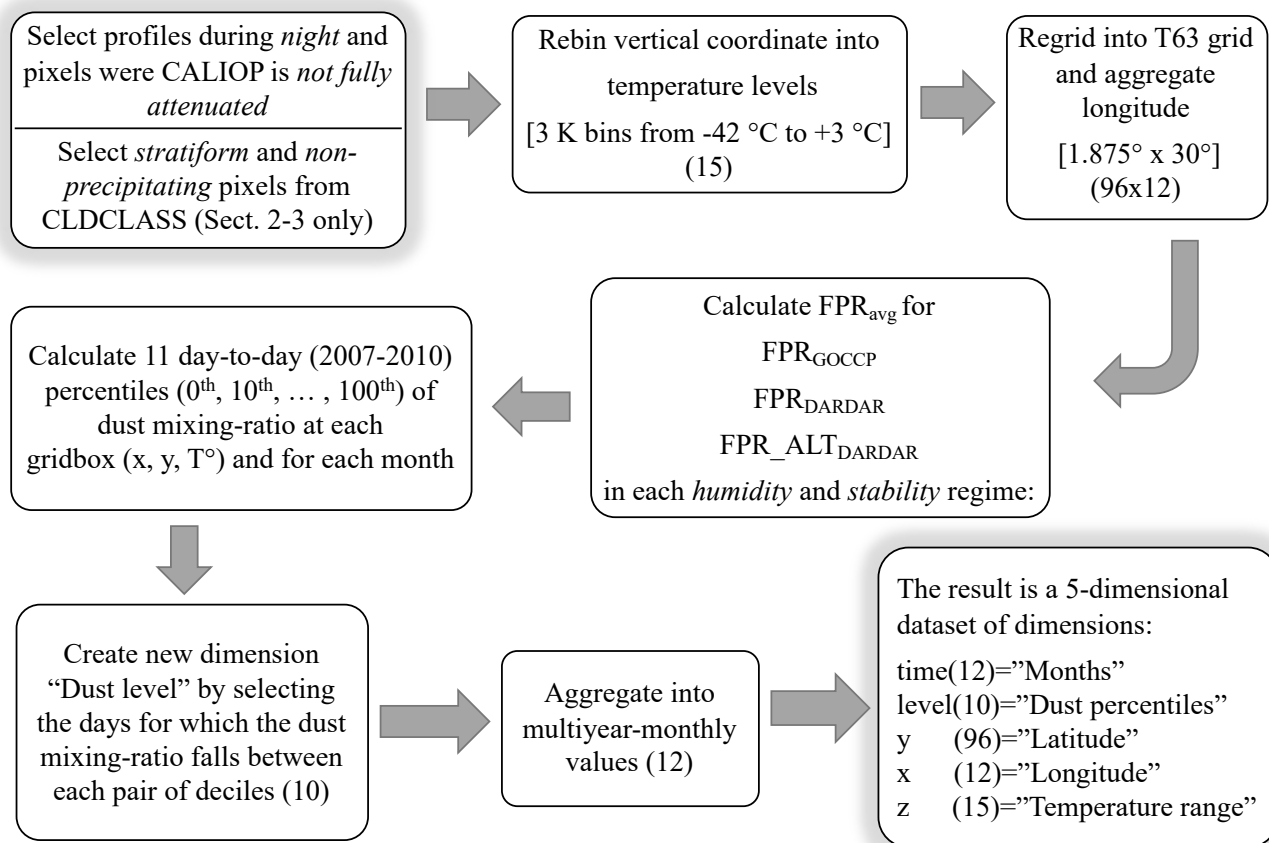 Select profiles during night and
pixels were CALIOP is not fully
attenuated
Select stratiform and non-
precipitating pixels from
CLDCLASS (Sect. 2-3 only)
Rebin vertical coordinate into
temperature levels
[3 K bins from -42 °C to +3 °C]
(15)
Regrid into T63 grid
and aggregate
longitude
[1.875° x 30°]
(96x12)
Calculate FPRavg for
FPRGOCCP
FPRDARDAR
FPR_ALTDARDAR
in each humidity and stability regime:
Calculate 11 day-to-day (2007-2010)
percentiles (0th, 10th, … , 100th) of
dust mixing-ratio at each
gridbox (x, y, T°) and for each month
Create new dimension
“Dust level” by selecting
the days for which the dust
mixing-ratio falls between
each pair of deciles (10)
Aggregate into
multiyear-monthly
values (12)
The result is a 5-dimensional
dataset of dimensions:
time(12)=”Months”
level(10)=”Dust percentiles”
y (96)=”Latitude”
x (12)=”Longitude”
z (15)=”Temperature range”